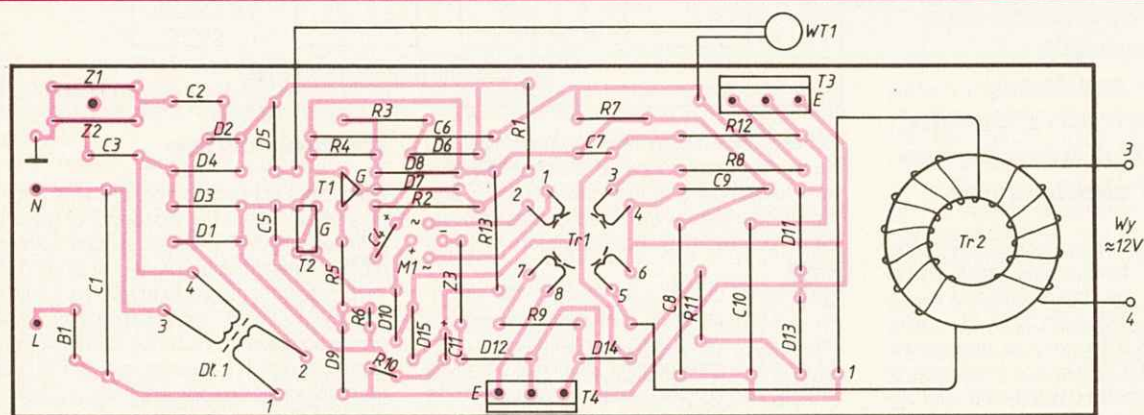 WT1
Z1
C2
T3
E
Z2
C3
D2
D5
R3
C6
R1
R7
R12
D4
R4
D6
C7
D8
R8
N
T1
G
D7
C9
D3
R2
1
3
2
4
D1
C5
G
T2
C4
~
-
+
M1~
R13
Tr1
D11
Tr2
3
Wy
≈12V
4
C1
4
R5
Z3
7
8
6
5
C8
R11
C10
L
B1
3
Dł.1
2
1
R6
D10
D15
+
C11
R9
D12
D14
D13
D9
R10
E
T4
1